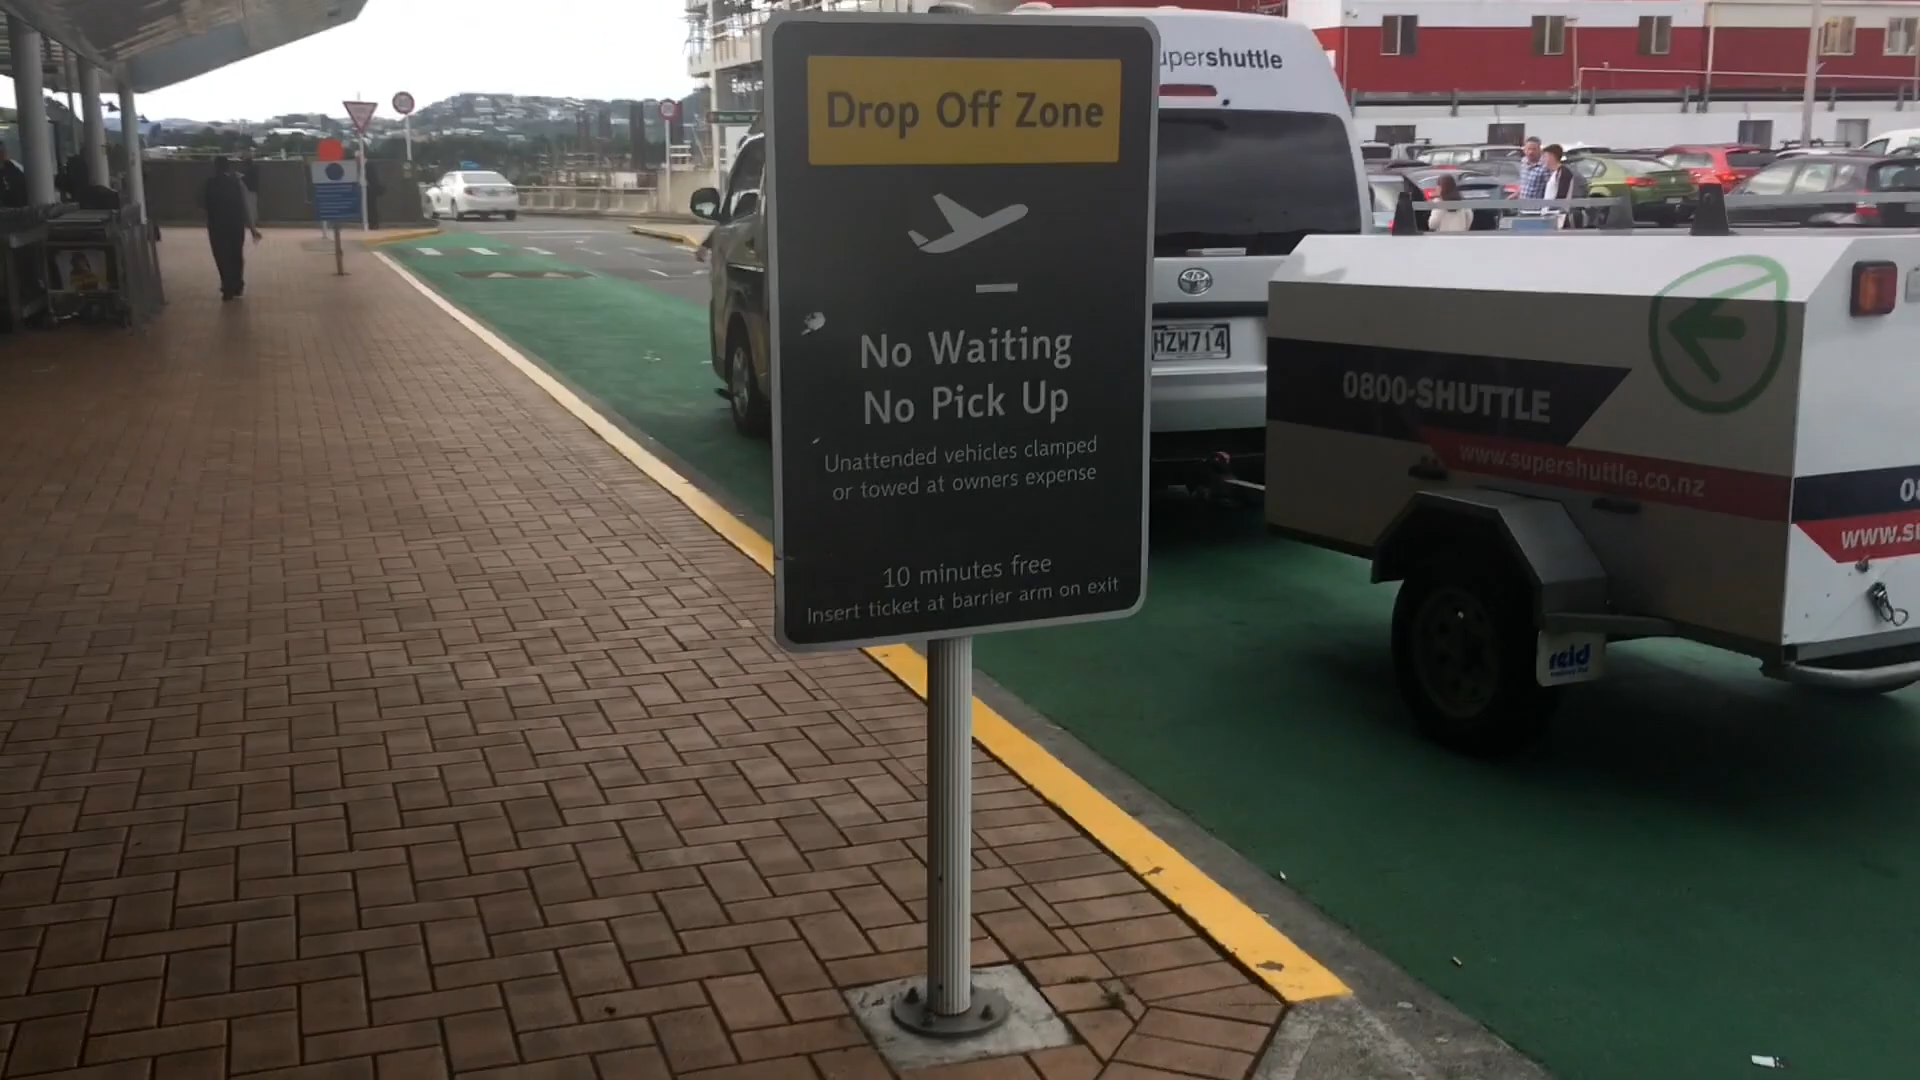 Drop Off Zone
No Waiting
No Pick Up
Unattended vehicles clamped
or towed at owners expense
10 minutes free
Insert ticket at barrier arm on exit
upershuttle
HZW714
0800-SHUTTLE
www.supershuttle.co.nz
reid
www.s